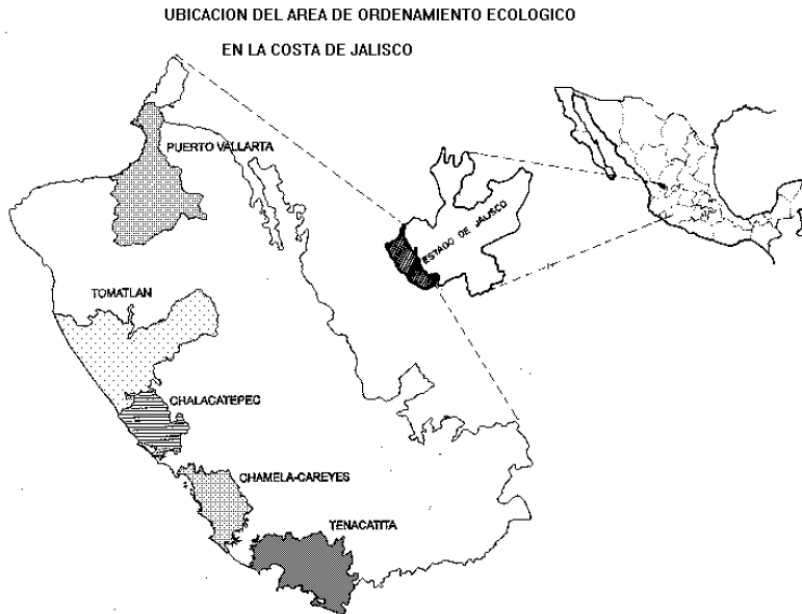 UBICACION DEL AREA DE ORDENAMIENTO ECOLOGICO
EN LA COSTA DE JALISCO
PUERTO VALLARTA
ESTADO DE JALISCO
TOMATLAN
CHALACATEPEC
CHAMELA-CAREYES
TENACATITA